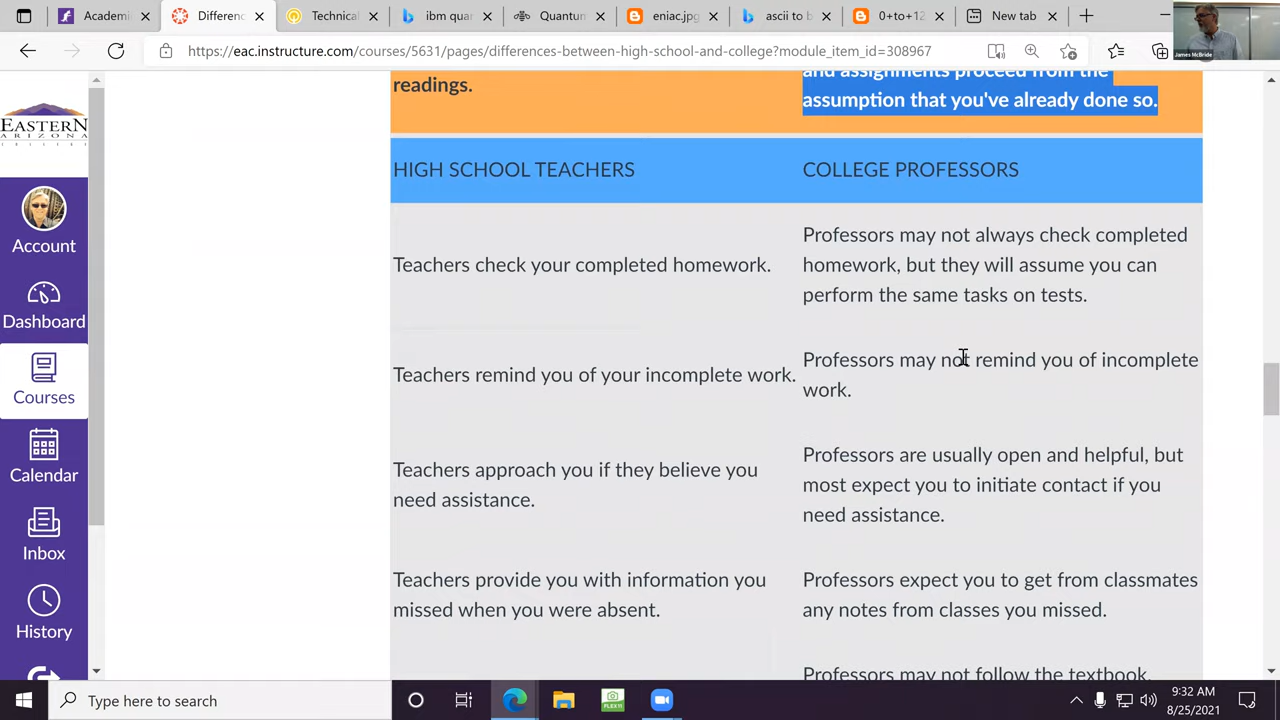 Academic
Differenc
Technical
ibm quar
Quantum
eniac.jpg
ascii to b
0+to+12
New tab
https://eac.instructure.com/courses/5631/pages/differences-between-high-school-and-college?module_item_id=308967
James McBride
EASTERN
ARIZONA
Account
Dashboard
Courses
Calendar
Inbox
History
readings.
and assignments proceed from the
assumption that you've already done so.
HIGH SCHOOL TEACHERS
COLLEGE PROFESSORS
Teachers check your completed homework.
Professors may not always check completed
homework, but they will assume you can
perform the same tasks on tests.
Teachers remind you of your incomplete work.
Professors may not remind you of incomplete
work.
Teachers approach you if they believe you
need assistance.
Professors are usually open and helpful, but
most expect you to initiate contact if you
need assistance.
Teachers provide you with information you
missed when you were absent.
Professors expect you to get from classmates
any notes from classes you missed.
Professors may not follow the textbook.
Type here to search
9:32 AM
8/25/2021